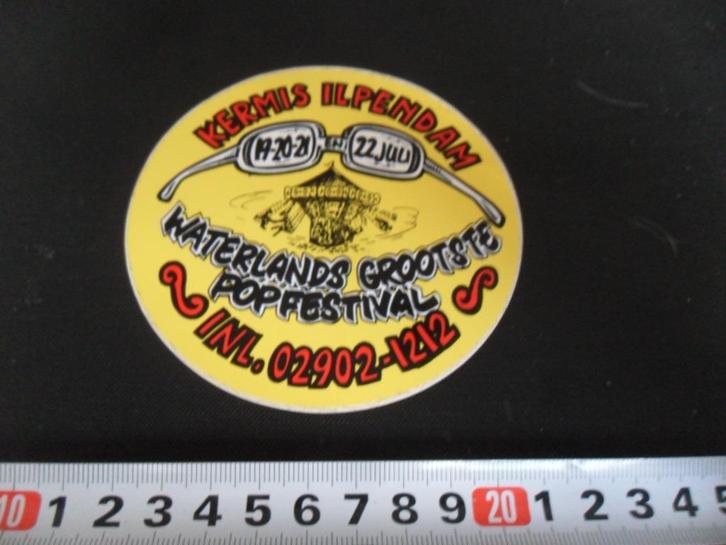 KERMIS ILPENDAM
19-20-21 EN 22 JULI
WATERLANDS GROOTSTE
POPFESTIVAL
INL. 02902-1212
10 1 2 3 4 5 6 7 8 9 20 1 2 3 4 5